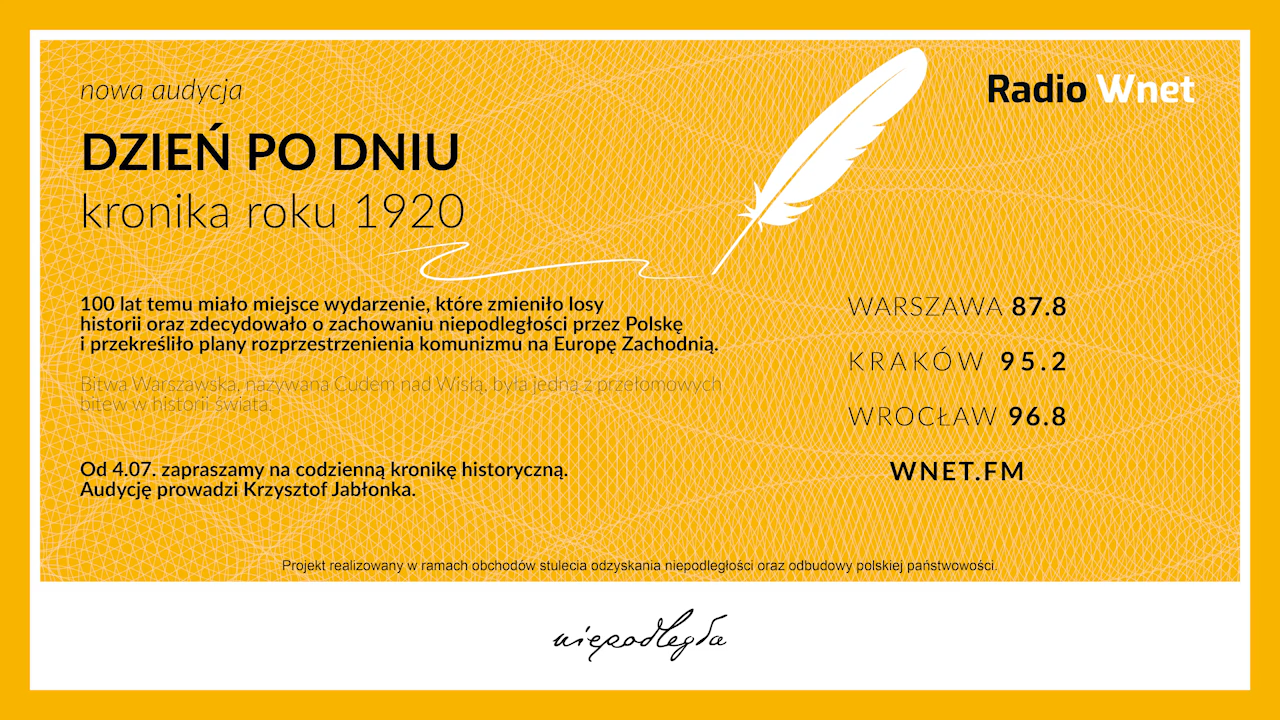 nowa audycja
Radio Wnet
DZIEŃ PO DNIU
kronika roku 1920
100 lat temu miało miejsce wydarzenie, które zmieniło losy
historii oraz zdecydowało o zachowaniu niepodległości przez Polskę
i przekreśliło plany rozprzestrzenienia komunizmu na Europę Zachodnią.
Bitwa Warszawska, nazywana Cudem nad Wisłą, była jedną z przełomowych
bitew w historii świata.
Od 4.07. zapraszamy na codzienną kronikę historyczną.
Audycję prowadzi Krzysztof Jabłonka.
WARSZAWA 87.8
KRAKÓW 95.2
WROCŁAW 96.8
WNET.FM
Projekt realizowany w ramach obchodów stulecia odzyskania niepodległości oraz odbudowy polskiej państwowości.
niepodległa